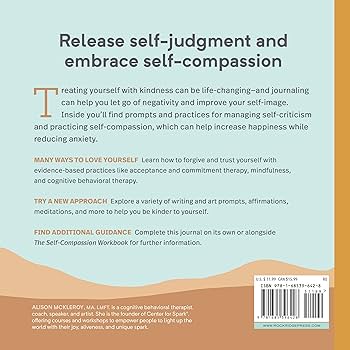 Release self-judgment and
embrace self-compassion
Treating yourself with kindness can be life-changing—and journaling
can help you let go of negativity and improve your self-image.
Inside you'll find prompts and practices for managing self-criticism
and practicing self-compassion, which can help increase happiness while
reducing anxiety.
MANY WAYS TO LOVE YOURSELF Learn how to forgive and trust yourself with
evidence-based practices like acceptance and commitment therapy, mindfulness,
and cognitive behavioral therapy.
TRY A NEW APPROACH Explore a variety of writing and art prompts, affirmations,
meditations, and more to help you be kinder to yourself.
FIND ADDITIONAL GUIDANCE Complete this journal on its own or alongside
The Self-Compassion Workbook for further information.
ALISON MCKLEROY, MA, LMFT, is a cognitive behavioral therapist,
coach, speaker, and artist. She is the founder of Center for Spark,
offering courses and workshops to empower people to light up the
world with their joy, aliveness, and unique spark.
U.S. $11.99 CAN $15.99
ISBN 978-1-68539-642-8
WWW.ROCKRIDGEPRESS.COM